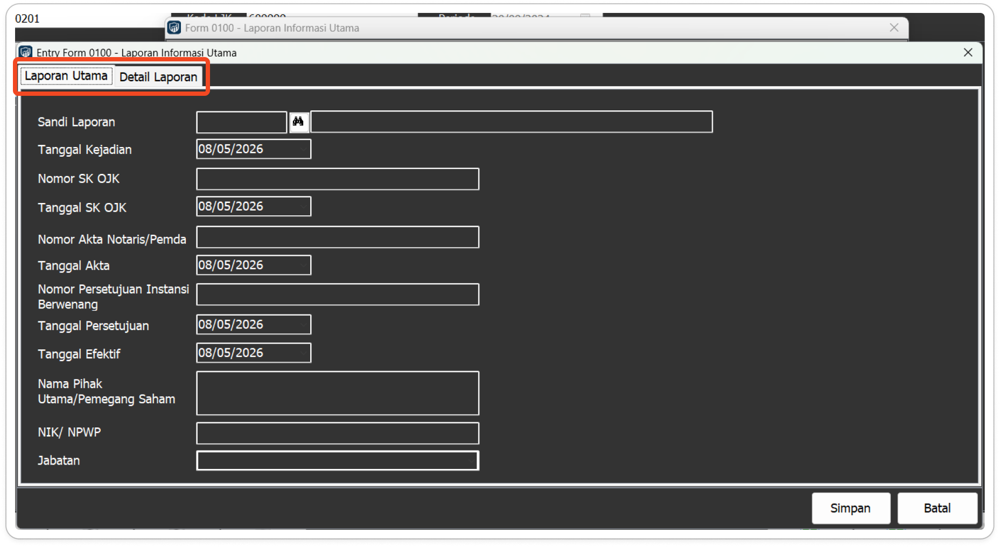 0201
Form 0100 - Laporan Informasi Utama
Entry Form 0100 - Laporan Informasi Utama
Laporan Utama Detail Laporan
Sandi Laporan
Tanggal Kejadian 08/05/2026
Nomor SK OJK
Tanggal SK OJK 08/05/2026
Nomor Akta Notaris/Pemda
Tanggal Akta 08/05/2026
Nomor Persetujuan Instansi
Berwenang
Tanggal Persetujuan 08/05/2026
Tanggal Efektif 08/05/2026
Nama Pihak
Utama/Pemegang Saham
NIK/ NPWP
Jabatan
Simpan Batal